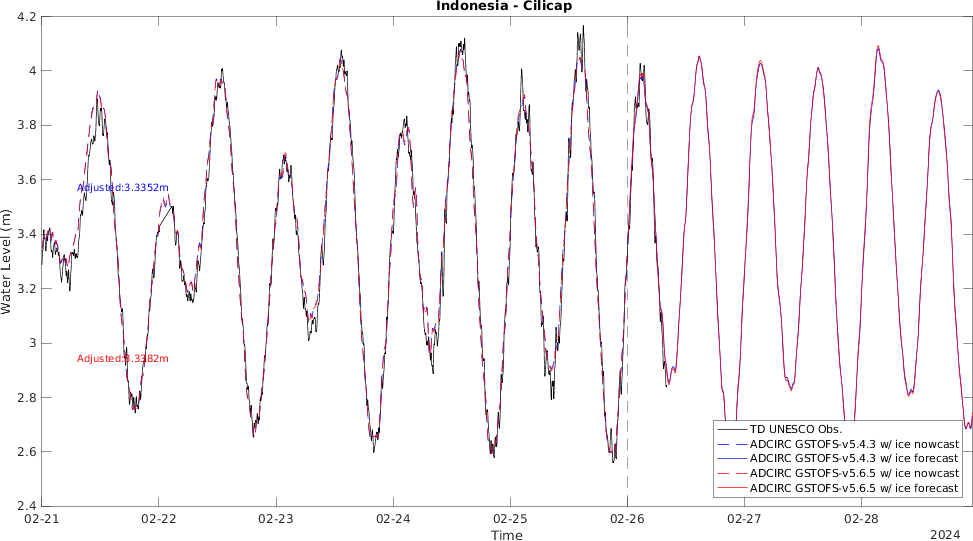 Indonesia - Cilicap
Water Level (m)
4.2
4
3.8
3.6
3.4
3.2
3
2.8
2.6
2.4
Adjusted:3.3352m
Adjusted:3.3382m
TD UNESCO Obs.
ADCIRC GSTOFS-v5.4.3 w/ ice nowcast
ADCIRC GSTOFS-v5.4.3 w/ ice forecast
ADCIRC GSTOFS-v5.6.5 w/ ice nowcast
ADCIRC GSTOFS-v5.6.5 w/ ice forecast
02-21 02-22 02-23 02-24 02-25 02-26 02-27 02-28
Time
2024